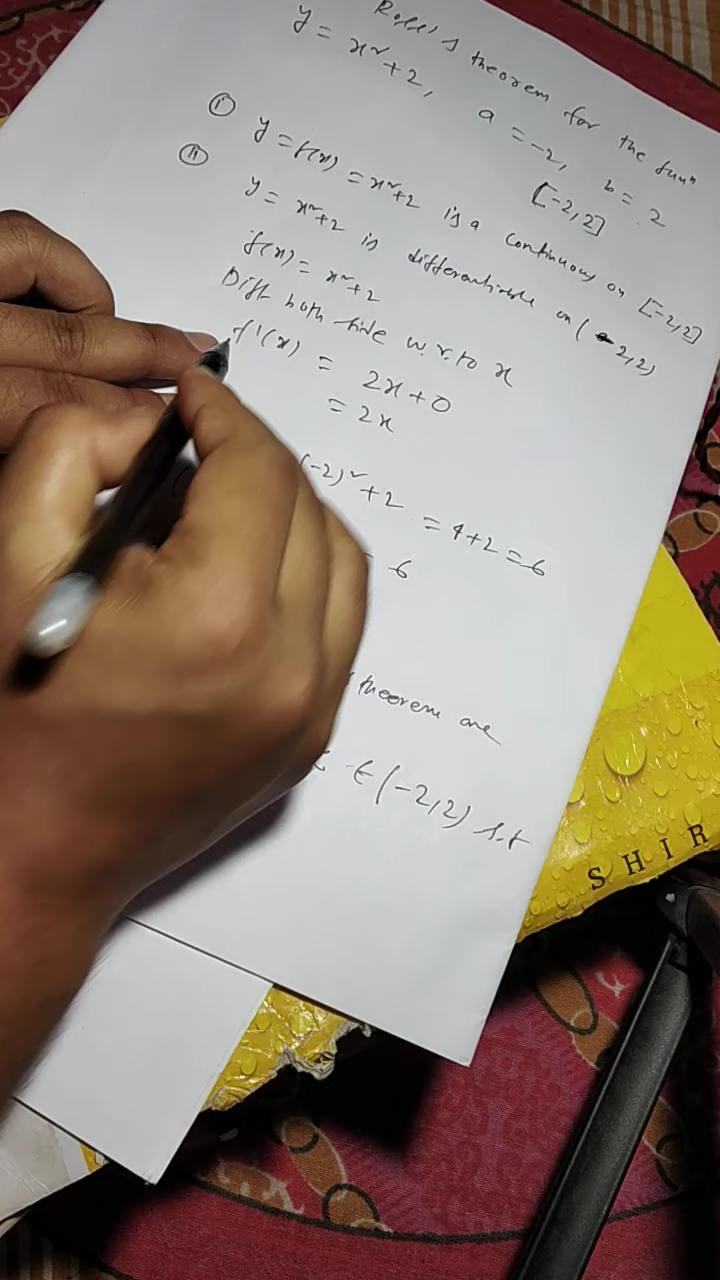 Rolle's theorem for the funⁿ
y = x²+2, a = -2, b = 2
[-2,2]
(i) y = f(x) = x²+2 is a continuous on [-2,2]
(ii) y = x²+2 is differentiable on (-2,2)
f(x) = x²+2
Diff both side w.r.to x
f'(x) = 2x+0
= 2x
(-2)²+2 = 4+2 = 6
= 6
theorem are
∈ (-2,2) s.t
SHIR